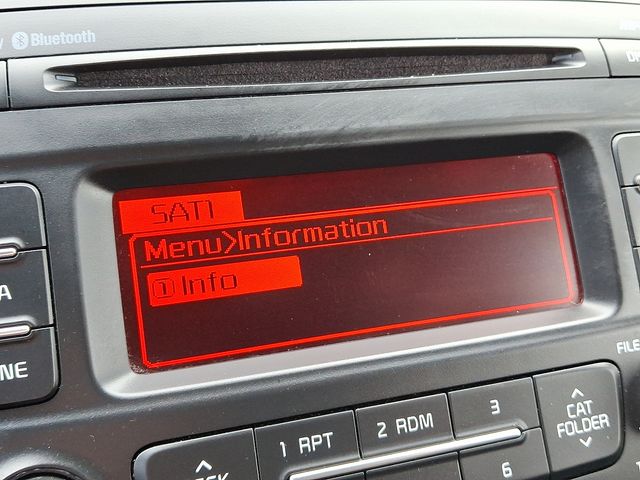 Bluetooth
SAT1
Menu>Information
1 Info
A
NE
FILE
1 RPT
2 RDM
3
CAT
FOLDER
6